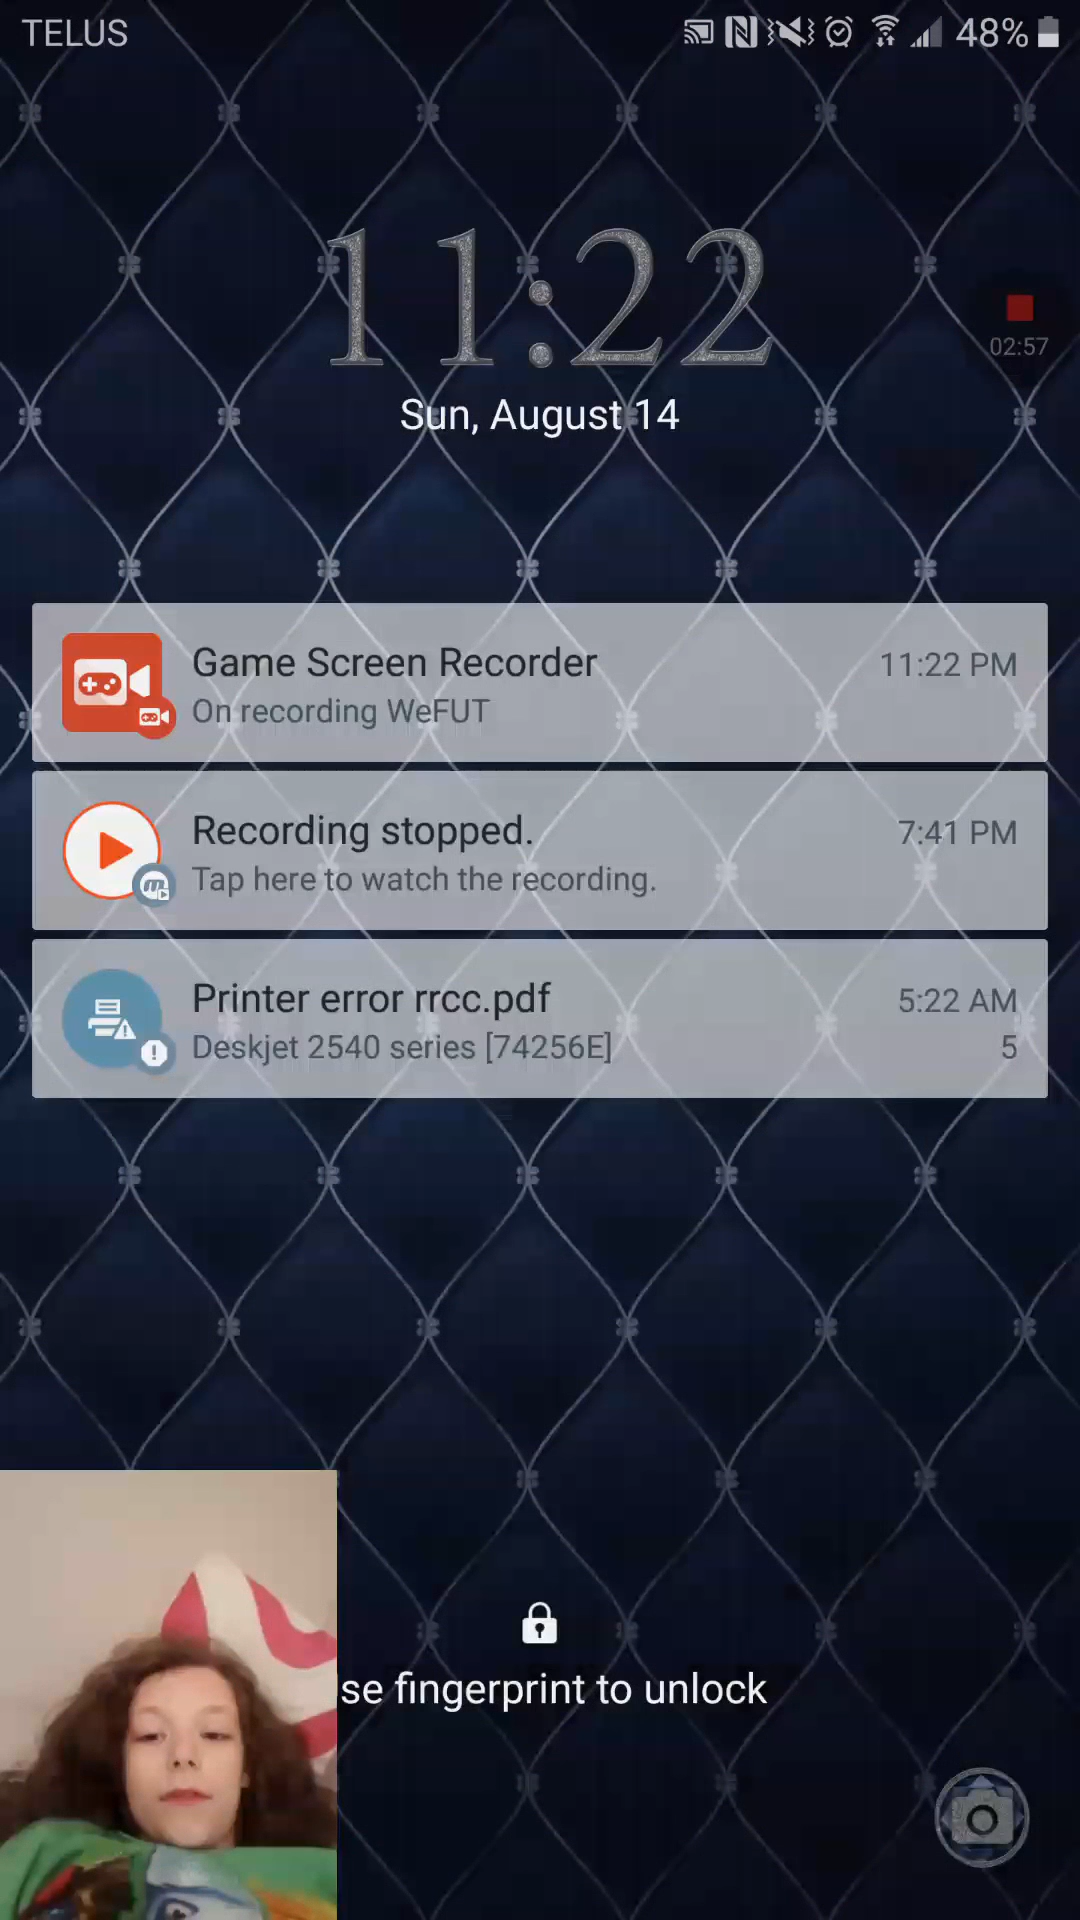 TELUS 48%
11:22
02:57
Sun, August 14
Game Screen Recorder 11:22 PM
On recording WeFUT
Recording stopped. 7:41 PM
Tap here to watch the recording.
Printer error rrcc.pdf 5:22 AM
Deskjet 2540 series [74256E] 5
se fingerprint to unlock